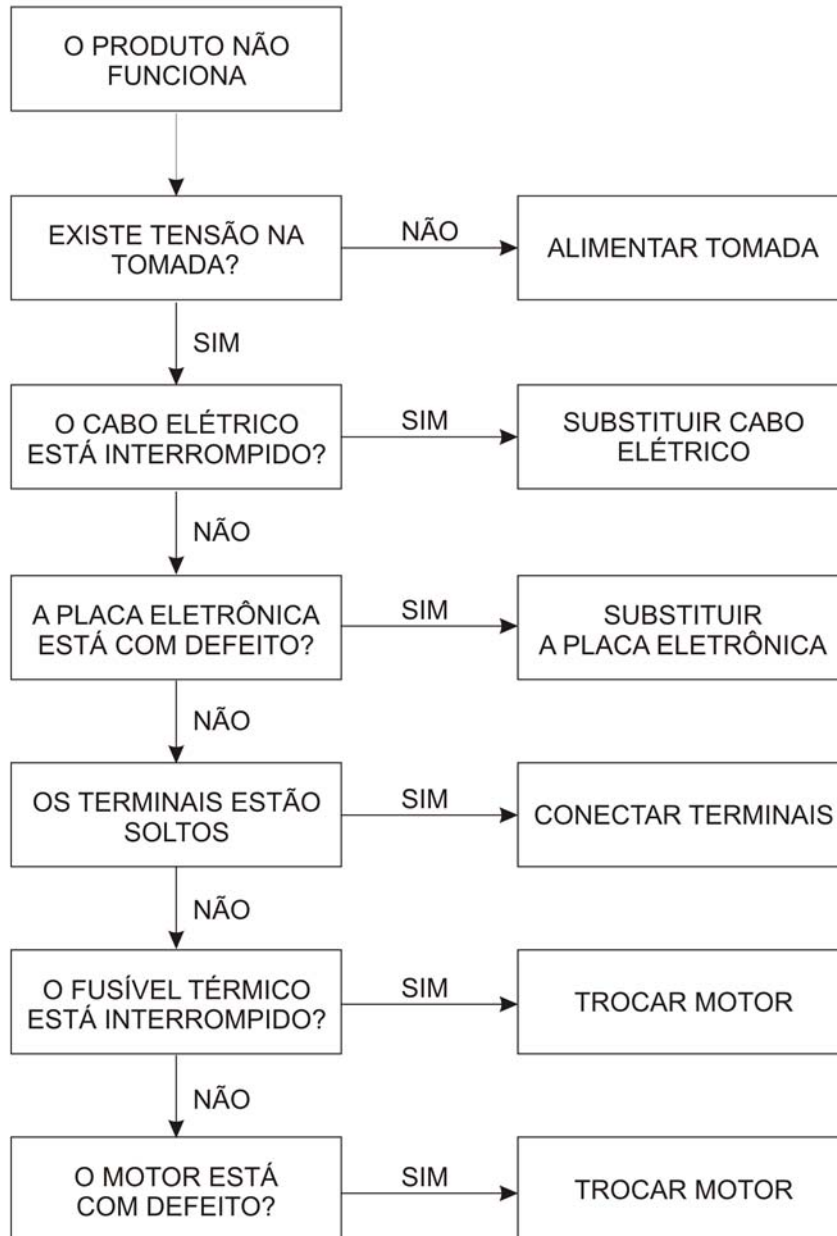 O PRODUTO NÃO
FUNCIONA
EXISTE TENSÃO NA
TOMADA?
NÃO
ALIMENTAR TOMADA
SIM
O CABO ELÉTRICO
ESTÁ INTERROMPIDO?
SIM
SUBSTITUIR CABO
ELÉTRICO
NÃO
A PLACA ELETRÔNICA
ESTÁ COM DEFEITO?
SIM
SUBSTITUIR
A PLACA ELETRÔNICA
NÃO
OS TERMINAIS ESTÃO
SOLTOS
SIM
CONECTAR TERMINAIS
NÃO
O FUSÍVEL TÉRMICO
ESTÁ INTERROMPIDO?
SIM
TROCAR MOTOR
NÃO
O MOTOR ESTÁ
COM DEFEITO?
SIM
TROCAR MOTOR